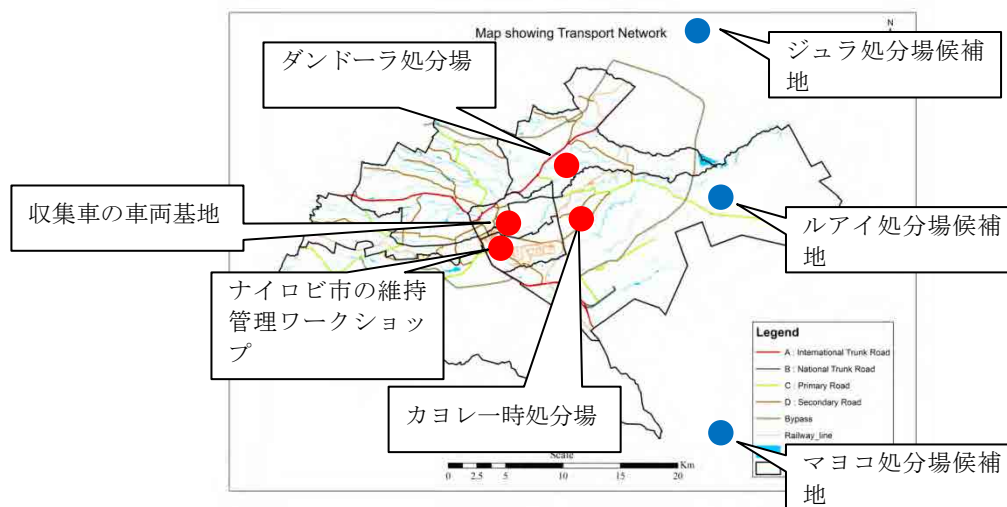 N
Map showing Transport Network
ジュラ処分場候補
地
ダンドーラ処分場
収集車の車両基地
ルアイ処分場候補
地
ナイロビ市の維持
管理ワークショッ
プ
カヨレ一時処分場
Legend
A : International Trunk Road
B : National Trunk Road
C : Primary Road
D : Secondary Road
Bypass
Railway_line
マヨコ処分場候補
地
Scale
Km
0 2.5 5 10 15 20